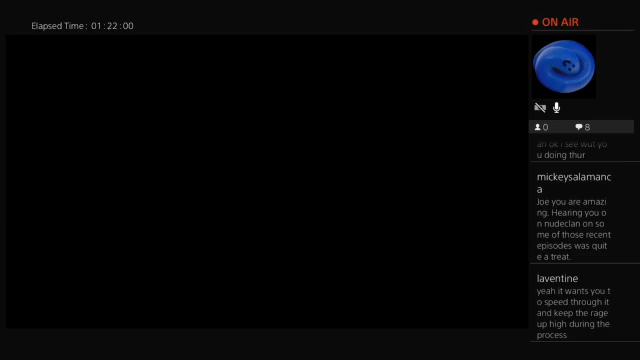 Elapsed Time: 01:22:00
ON AIR
0
8
ah ok i see wut yo
u doing thur
mickeysalamanc
a
Joe you are amazi
ng. Hearing you o
n nudeclan on so
me of those recent
episodes was quit
e a treat.
laventine
yeah it wants you t
o speed through it
and keep the rage
up high during the
process